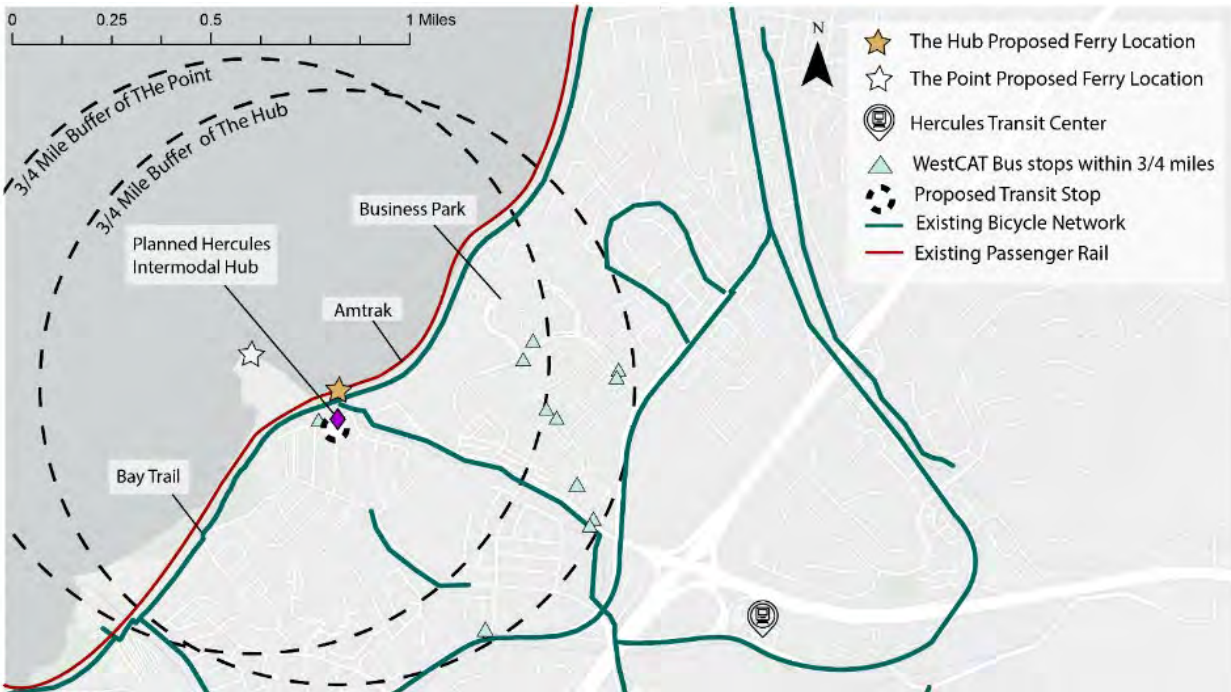 0 0.25 0.5 1 Miles
N
The Hub Proposed Ferry Location
The Point Proposed Ferry Location
Hercules Transit Center
WestCAT Bus stops within 3/4 miles
Proposed Transit Stop
Existing Bicycle Network
Existing Passenger Rail
3/4 Mile Buffer of THe Point
3/4 Mile Buffer of The Hub
Business Park
Planned Hercules
Intermodal Hub
Amtrak
Bay Trail